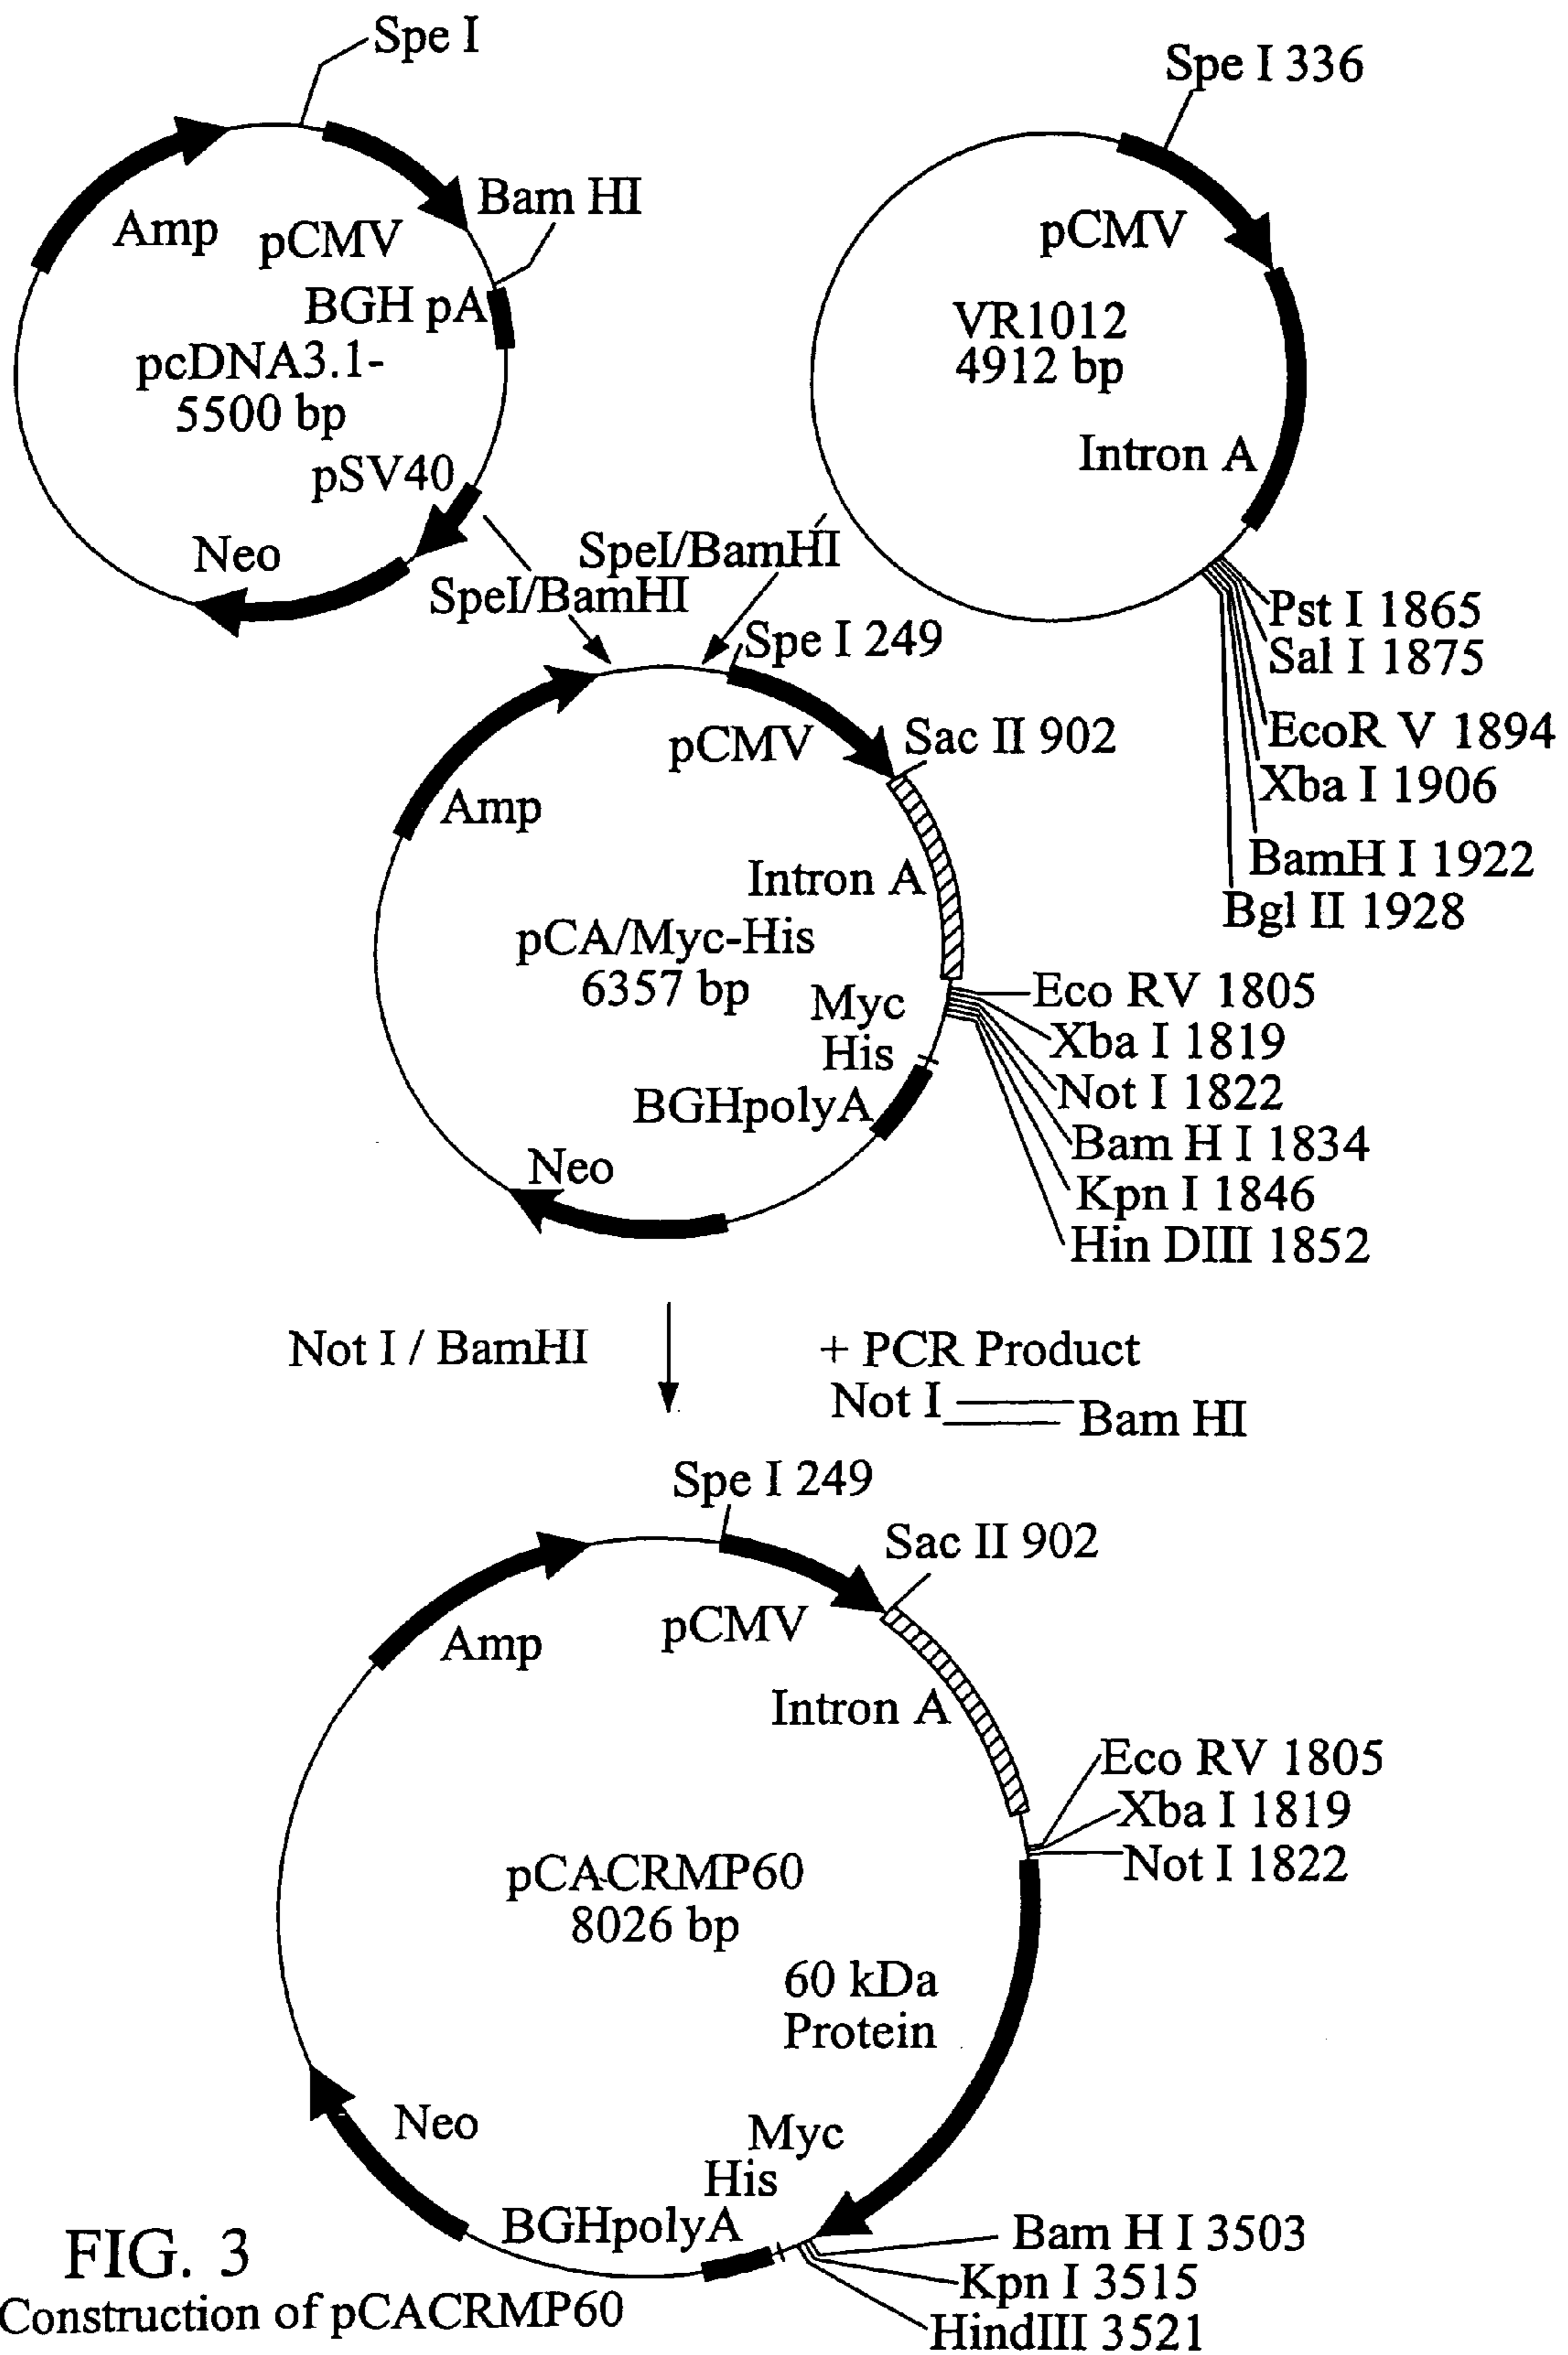 Spe I
Amp
pCMV
Bam HI
BGH pA
pcDNA3.1-
5500 bp
pSV40
Neo
SpeI/BamHI
Spe I 336
pCMV
VR1012
4912 bp
Intron A
SpeI/BamHI
Pst I 1865
Sal I 1875
EcoR V 1894
Xba I 1906
BamH I 1922
Bgl II 1928
Spe I 249
pCMV
Sac II 902
Amp
Intron A
pCA/Myc-His
6357 bp
Myc
His
BGHpolyA
Neo
Eco RV 1805
Xba I 1819
Not I 1822
Bam H I 1834
Kpn I 1846
Hin DIII 1852
Not I / BamHI
+ PCR Product
Not I
Bam HI
Spe I 249
Sac II 902
Amp
pCMV
Intron A
Eco RV 1805
Xba I 1819
Not I 1822
pCACRMP60
8026 bp
60 kDa
Protein
Neo
Myc
His
BGHpolyA
Bam H I 3503
Kpn I 3515
HindIII 3521
FIG. 3
Construction of pCACRMP60